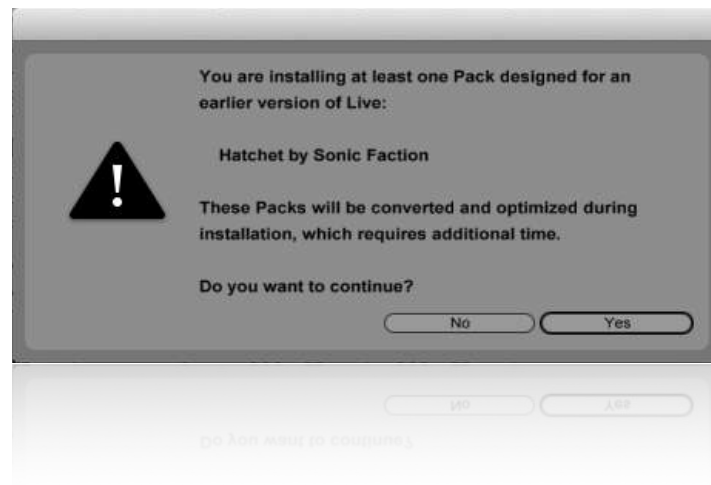 You are installing at least one Pack designed for an
earlier version of Live:
Hatchet by Sonic Faction
These Packs will be converted and optimized during
installation, which requires additional time.
Do you want to continue?
No
Yes